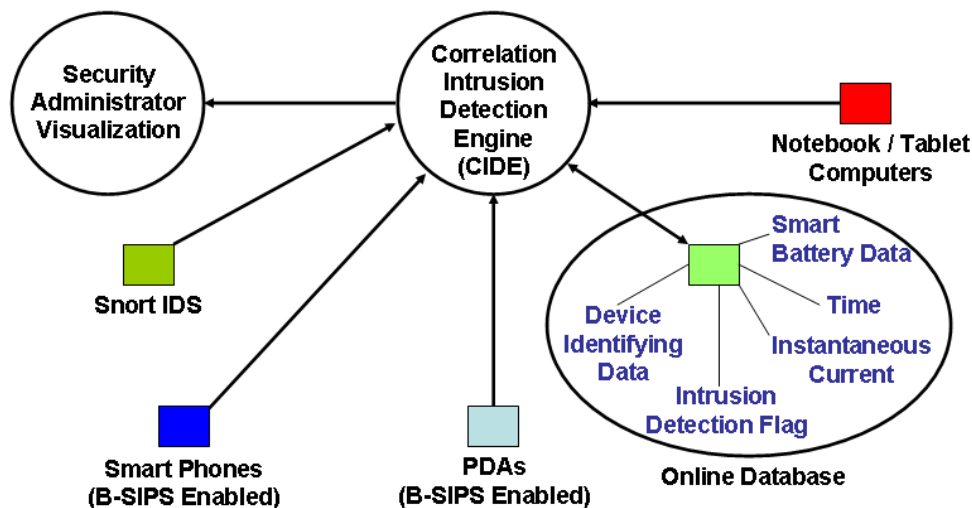 Security
Administrator
Visualization
Correlation
Intrusion
Detection
Engine
(CIDE)
Notebook / Tablet
Computers
Snort IDS
Smart
Battery Data
Time
Instantaneous
Current
Device
Identifying
Data
Intrusion
Detection Flag
Online Database
Smart Phones
(B-SIPS Enabled)
PDAs
(B-SIPS Enabled)